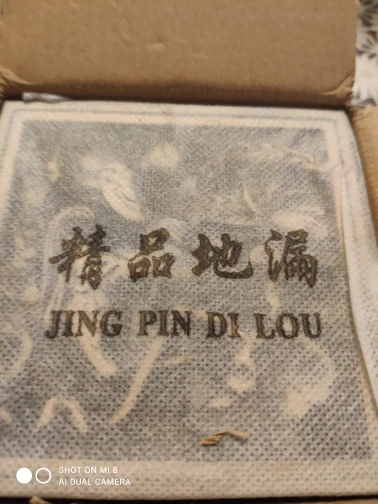 精品地漏
JING PIN DI LOU
SHOT ON MI 8
AI DUAL CAMERA